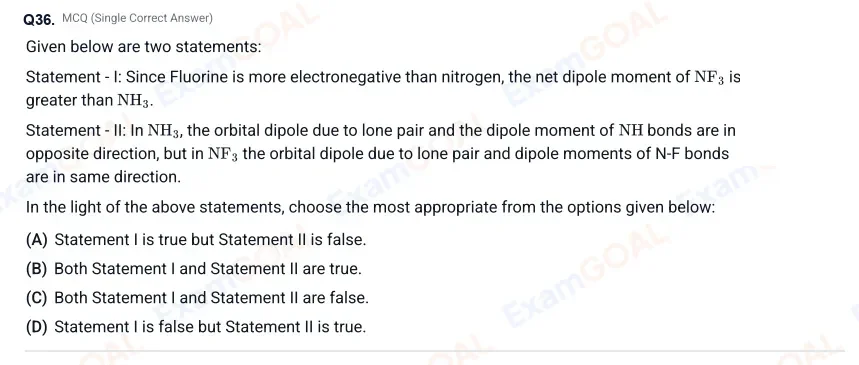 Q36. MCQ (Single Correct Answer)
Given below are two statements:
Statement - I: Since Fluorine is more electronegative than nitrogen, the net dipole moment of NF₃ is
greater than NH₃.
Statement - II: In NH₃, the orbital dipole due to lone pair and the dipole moment of NH bonds are in
opposite direction, but in NF₃ the orbital dipole due to lone pair and dipole moments of N-F bonds
are in same direction.
In the light of the above statements, choose the most appropriate from the options given below:
(A) Statement I is true but Statement II is false.
(B) Both Statement I and Statement II are true.
(C) Both Statement I and Statement II are false.
(D) Statement I is false but Statement II is true.
ExamGOAL